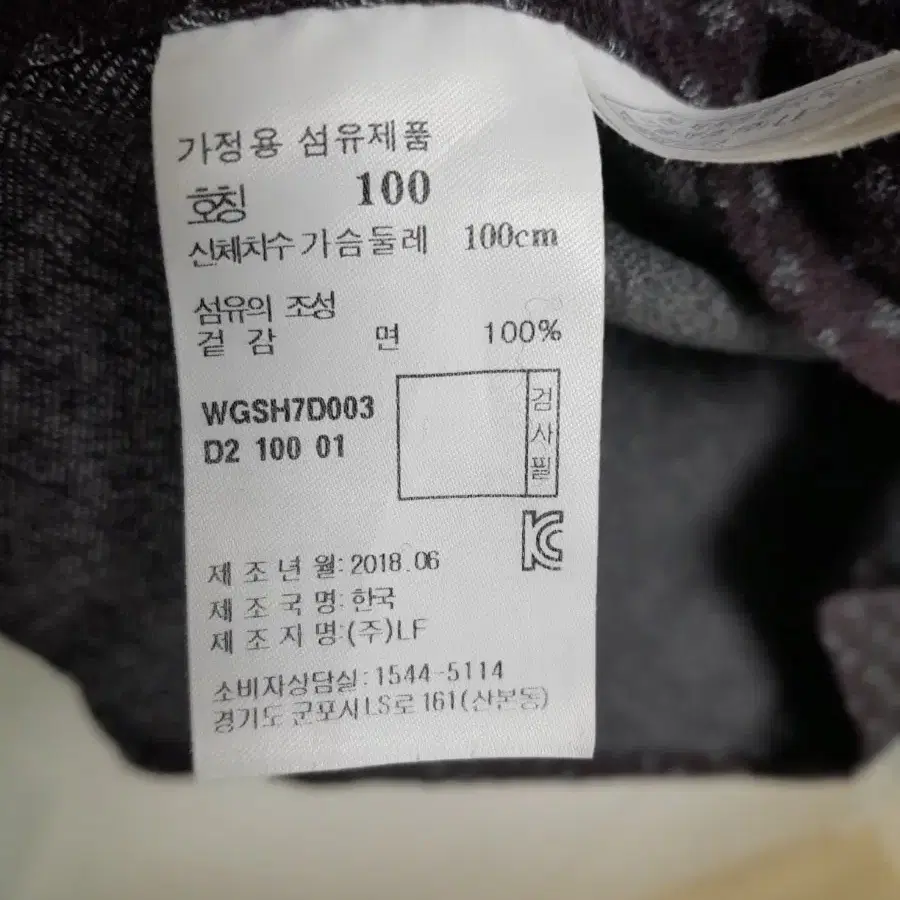 가정용 섬유제품
호칭 100
신체치수 가슴둘레 100cm
섬유의 조성
겉 감 면 100%
WGSH7D003
D2 100 01
검
사
필
KC
제 조 년 월: 2018.06
제 조 국 명: 한국
제 조 지 명:(주)LF
소비자상담실: 1544-5114
경기도 군포시 LS로 161(산본동)